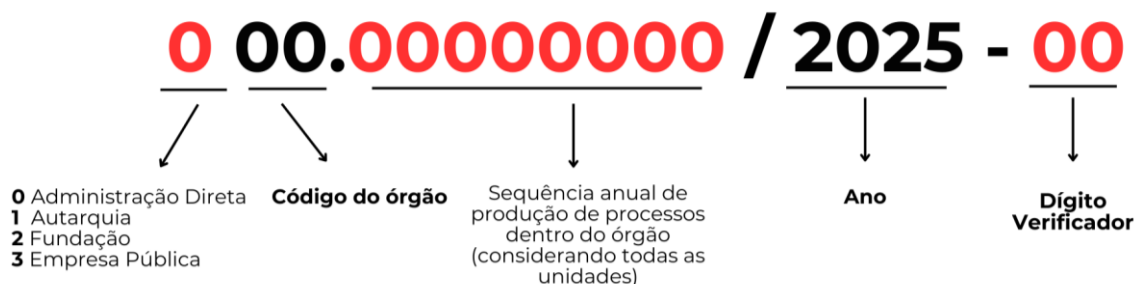 0 00.00000000 / 2025 - 00
0 Administração Direta
1 Autarquia
2 Fundação
3 Empresa Pública
Código do órgão
Sequência anual de
produção de processos
dentro do órgão
(considerando todas as
unidades)
Ano
Dígito
Verificador